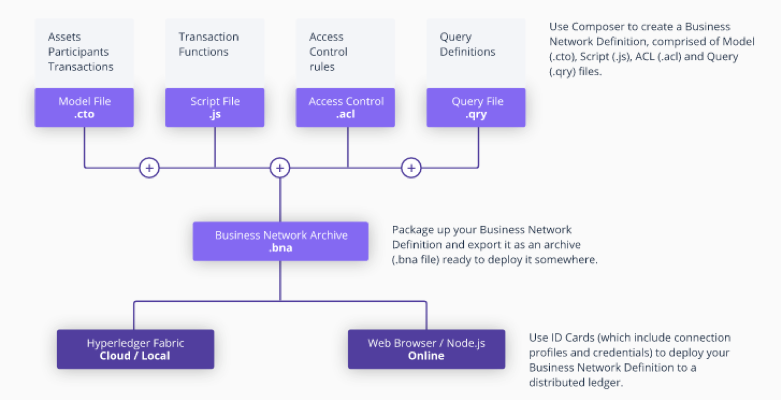 Assets
Participants
Transactions
Transaction
Functions
Access
Control
rules
Query
Definitions
Use Composer to create a Business
Network Definition, comprised of Model
(.cto), Script (.js), ACL (.acl) and Query
(.qry) files.
Model File
.cto
Script File
.js
Access Control
.acl
Query File
.qry
+
+
+
Business Network Archive
.bna
Package up your Business Network
Definition and export it as an archive
(.bna file) ready to deploy it somewhere.
Hyperledger Fabric
Cloud / Local
Web Browser / Node.js
Online
Use ID Cards (which include connection
profiles and credentials) to deploy your
Business Network Definition to a
distributed ledger.